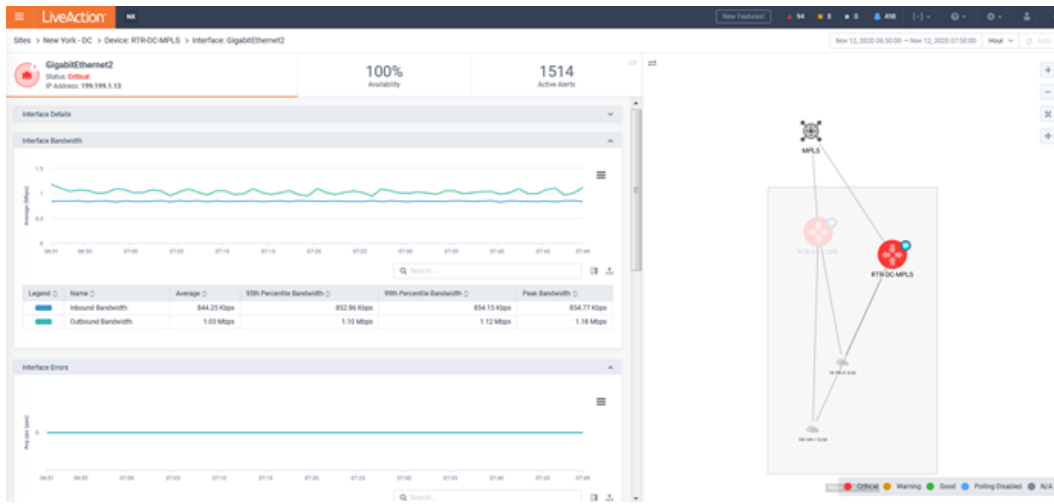 LiveAction NX New Features! 94 8 0 498
Sites > New York - DC > Device: RTR-DC-MPLS > Interface: GigabitEthernet2
Nov 12, 2020 06:50:00 ~ Nov 12, 2020 07:50:00 Hour Auto
GigabitEthernet2
Status: Critical
IP Address: 199.199.1.13
100%
Availability
1514
Active Alerts
Interface Details
Interface Bandwidth
Average (Mbps)
1.5
1
0.5
0
06:51 06:55 07:00 07:05 07:10 07:15 07:20 07:25 07:30 07:35 07:40 07:45 07:49
Search...
Legend Name Average 95th Percentile Bandwidth 99th Percentile Bandwidth Peak Bandwidth
Inbound Bandwidth 844.25 Kbps 852.86 Kbps 854.15 Kbps 854.77 Kbps
Outbound Bandwidth 1.03 Mbps 1.10 Mbps 1.12 Mbps 1.18 Mbps
Interface Errors
0
06:51 06:55 07:00 07:05 07:10 07:15 07:20 07:25 07:30 07:35 07:40 07:45 07:49
Search...
MPLS
RTR-DC-MPLS
Critical Warning Good Polling Disabled N/A